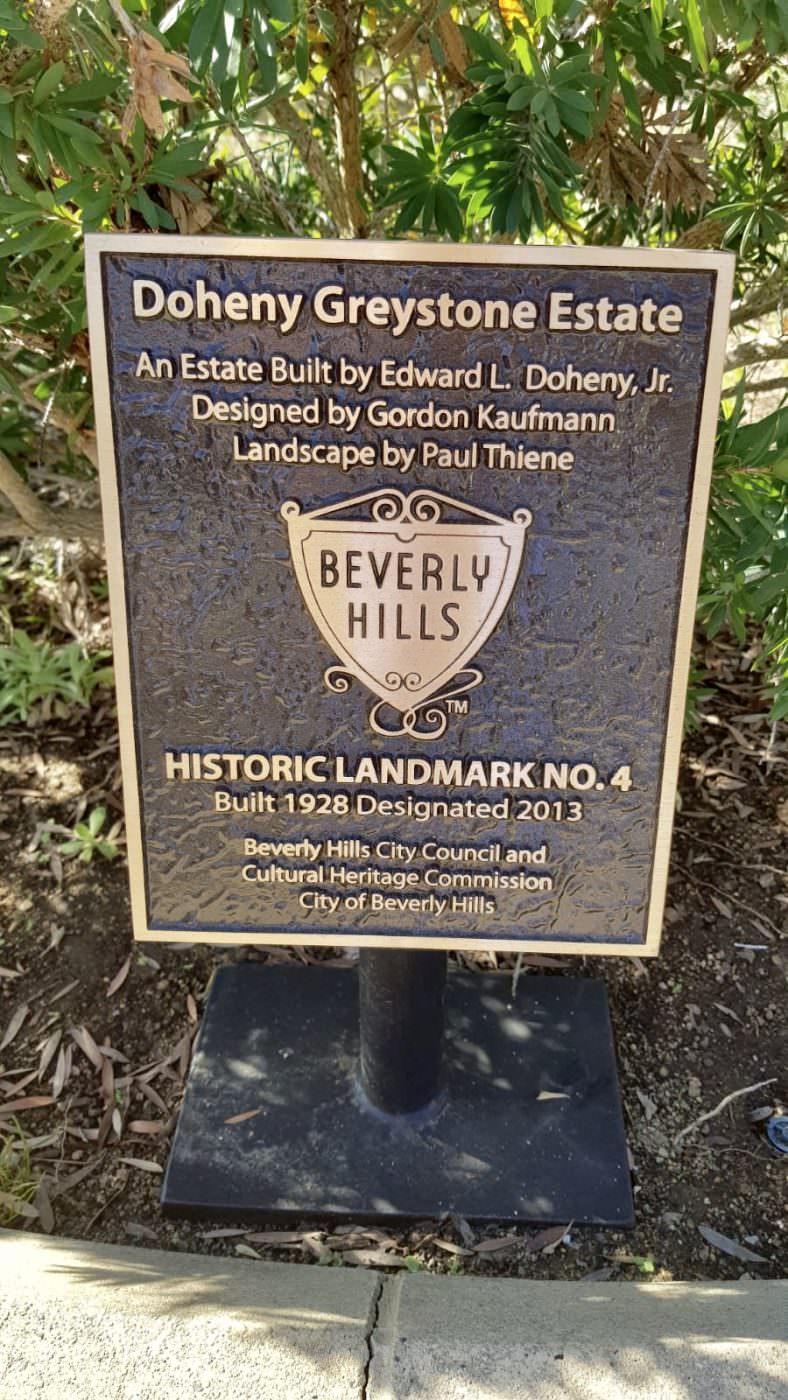 Doheny Greystone Estate
An Estate Built by Edward L. Doheny, Jr.
Designed by Gordon Kaufmann
Landscape by Paul Thiene
BEVERLY
HILLS
TM
HISTORIC LANDMARK NO. 4
Built 1928 Designated 2013
Beverly Hills City Council and
Cultural Heritage Commission
City of Beverly Hills